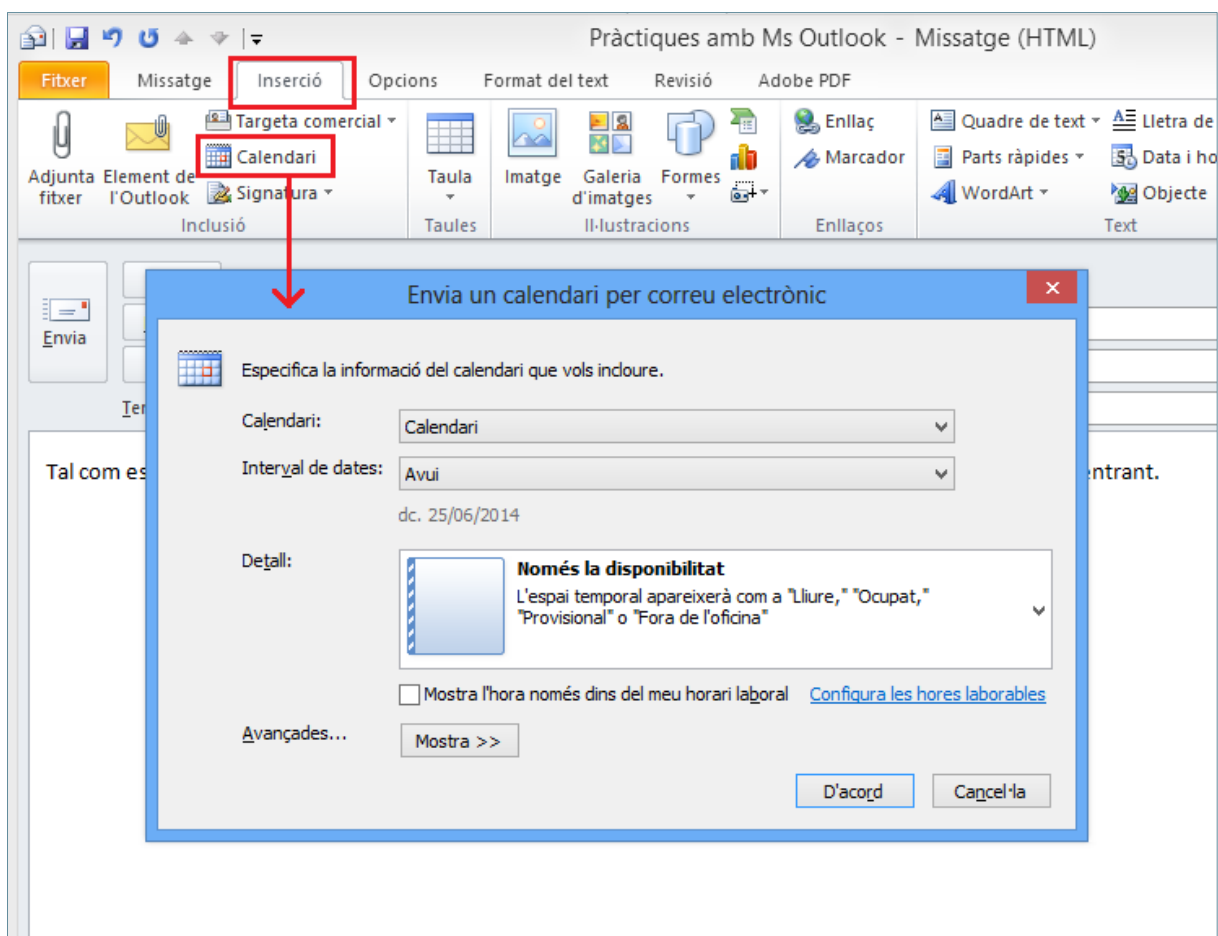 Pràctiques amb Ms Outlook - Missatge (HTML)
Fitxer Missatge Inserció Opcions Format del text Revisió Adobe PDF
Adjunta fitxer
Element de l'Outlook
Targeta comercial
Calendari
Signatura
Inclusió
Taula
Taules
Imatge
Galeria d'imatges
Formes
Il·lustracions
Enllaç
Marcador
Enllaços
Quadre de text
Parts ràpides
WordArt
Lletra de
Data i ho
Objecte
Text
Envia
Ter
Tal com es
entrant.
Envia un calendari per correu electrònic
Especifica la informació del calendari que vols incloure.
Calendari: Calendari
Interval de dates: Avui
dc. 25/06/2014
Detall: Només la disponibilitat
L'espai temporal apareixerà com a "Lliure," "Ocupat,"
"Provisional" o "Fora de l'oficina"
Mostra l'hora només dins del meu horari laboral Configura les hores laborables
Avançades... Mostra >>
D'acord Cancel·la